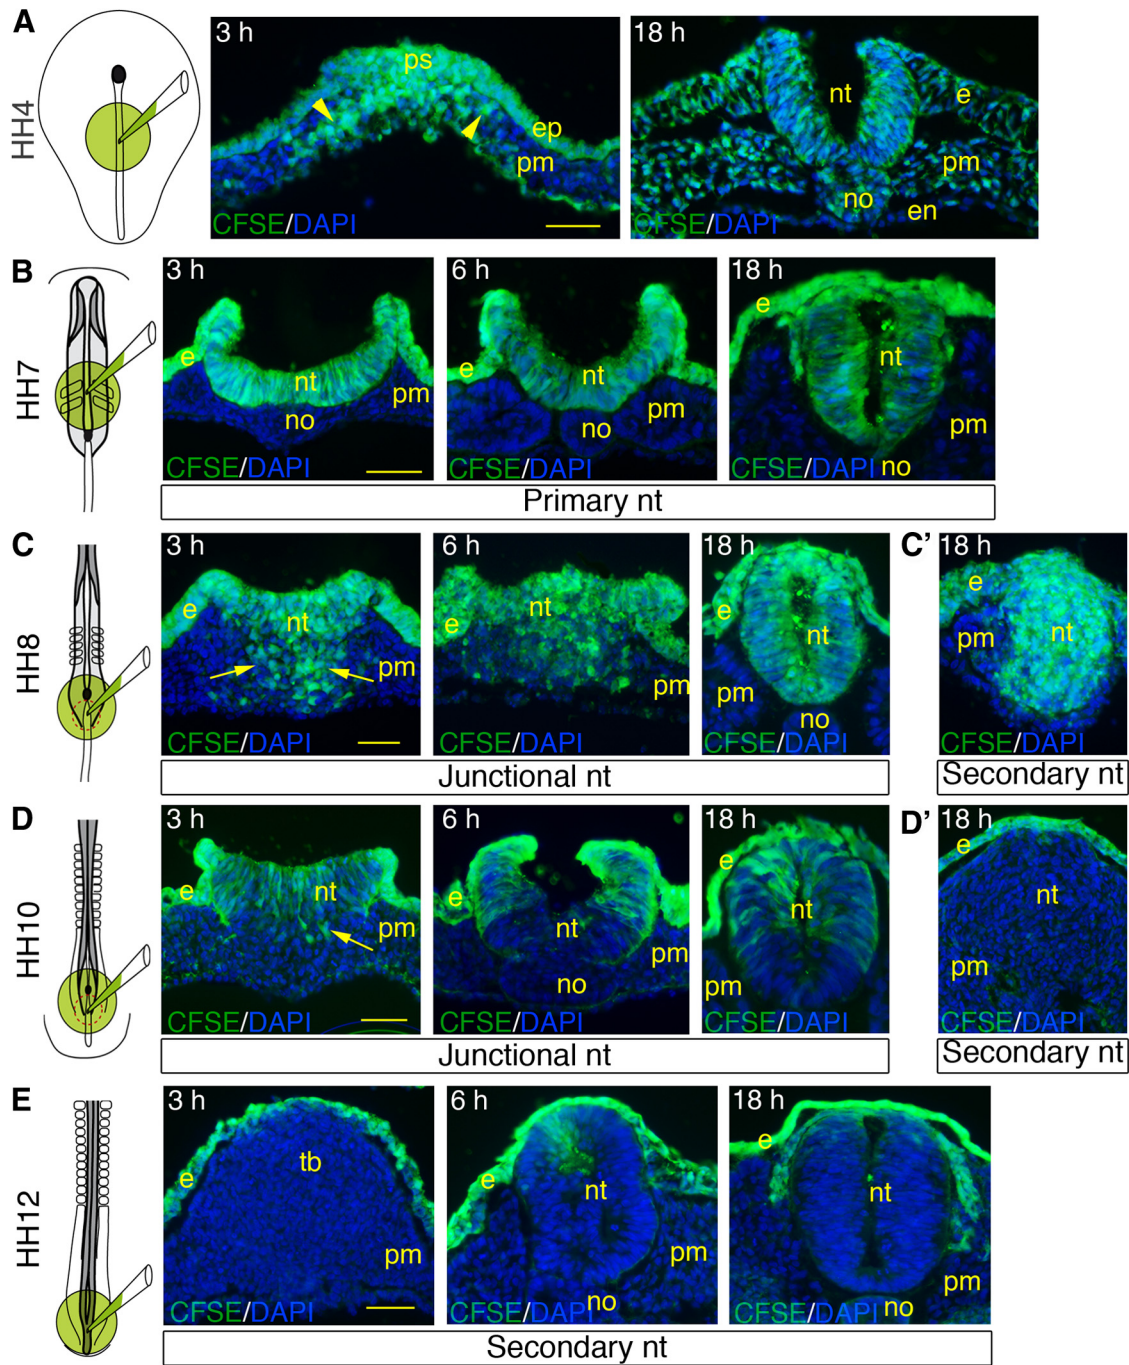 A
HH4
3 h
ps
ep
pm
CFSE/DAPI
18 h
nt
e
pm
no
en
CFSE/DAPI
B
HH7
3 h
e
nt
pm
no
CFSE/DAPI
6 h
e
nt
pm
no
CFSE/DAPI
18 h
e
nt
pm
CFSE/DAPI
no
Primary nt
C
HH8
3 h
e
nt
pm
CFSE/DAPI
6 h
nt
e
pm
CFSE/DAPI
18 h
e
nt
pm
no
CFSE/DAPI
Junctional nt
C’
18 h
e
pm
nt
CFSE/DAPI
Secondary nt
D
HH10
3 h
e
nt
pm
CFSE/DAPI
6 h
e
nt
pm
no
CFSE/DAPI
18 h
e
nt
pm
CFSE/DAPI
Junctional nt
D’
18 h
e
nt
pm
CFSE/DAPI
Secondary nt
E
HH12
3 h
tb
e
pm
CFSE/DAPI
6 h
e
nt
pm
no
CFSE/DAPI
18 h
e
nt
pm
no
CFSE/DAPI
Secondary nt